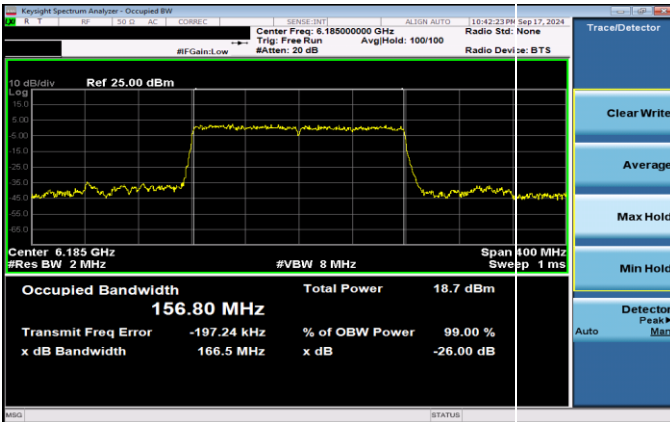 Keysight Spectrum Analyzer - Occupied BW
R T RF 50 Ω AC CORREC SENSE:INT ALIGN AUTO 10:42:23 PM Sep 17, 2024
Center Freq: 6.185000000 GHz Radio Std: None
Trig: Free Run Avg|Hold: 100/100
#IFGain:Low #Atten: 20 dB Radio Device: BTS
Trace/Detector
10 dB/div Ref 25.00 dBm
Log
15.0
5.00
-5.00
-15.0
-25.0
-35.0
-45.0
-55.0
-65.0
Center 6.185 GHz Span 400 MHz
#Res BW 2 MHz #VBW 8 MHz Sweep 1 ms
Occupied Bandwidth Total Power 18.7 dBm
156.80 MHz
Transmit Freq Error -197.24 kHz % of OBW Power 99.00 %
x dB Bandwidth 166.5 MHz x dB -26.00 dB
Clear Write
Average
Max Hold
Min Hold
Detector
Peak▶
Auto Man
MSG STATUS